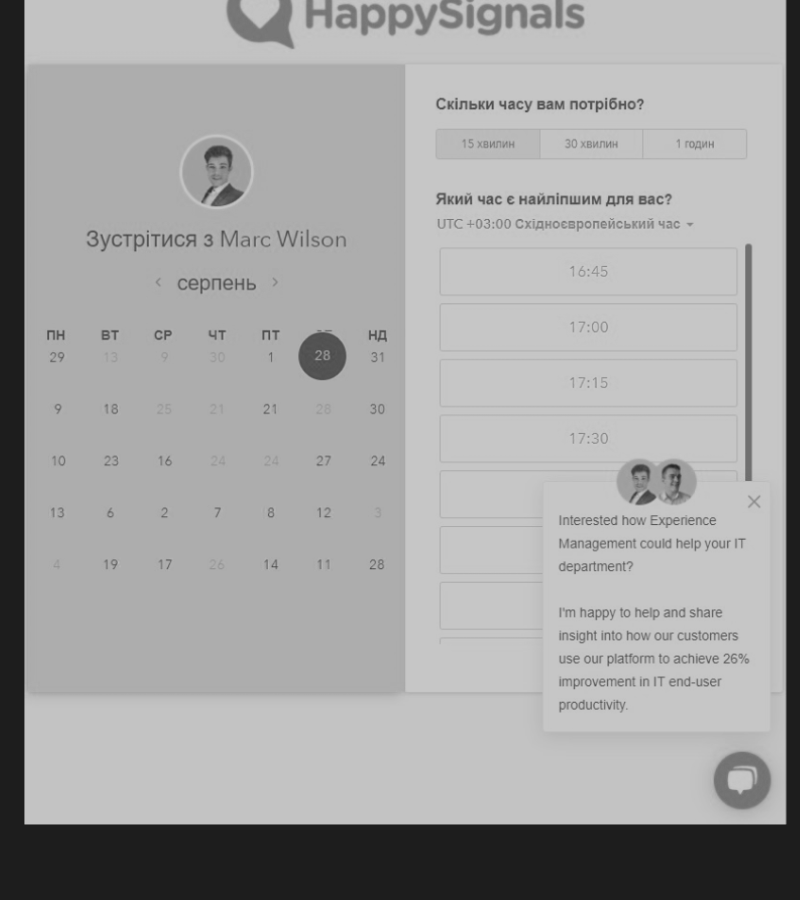 HappySignals
Зустрітися з Marc Wilson
серпень
ПН ВТ СР ЧТ ПТ НД
29 13 9 30 1 28 31
9 18 25 21 21 28 30
10 23 16 24 24 27 24
13 6 2 7 8 12 3
4 19 17 26 14 11 28
Скільки часу вам потрібно?
15 хвилин 30 хвилин 1 годин
Який час є найліпшим для вас?
UTC +03:00 Східноєвропейський час
16:45
17:00
17:15
17:30
Interested how Experience
Management could help your IT
department?
I'm happy to help and share
insight into how our customers
use our platform to achieve 26%
improvement in IT end-user
productivity.